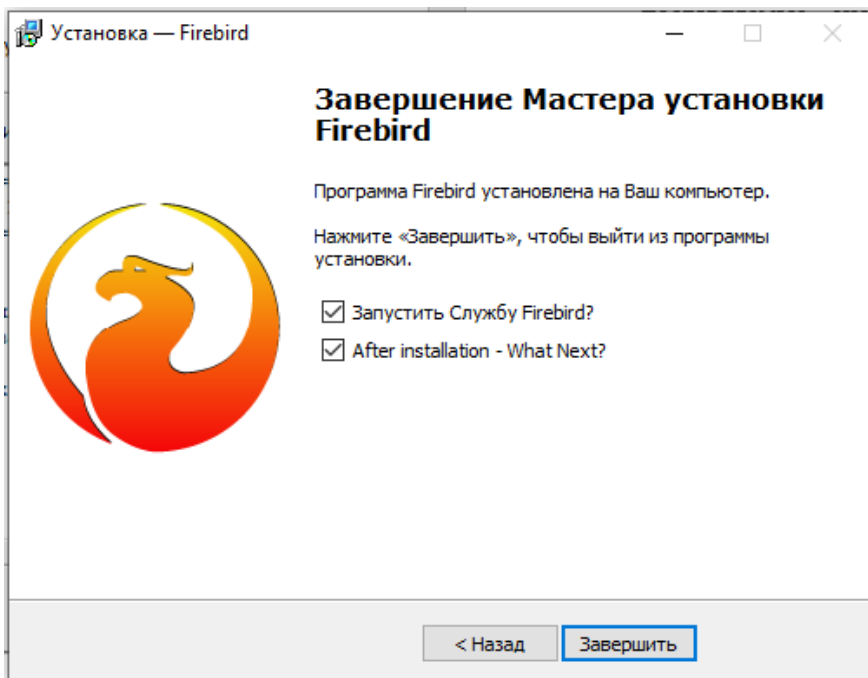 Установка — Firebird
Завершение Мастера установки
Firebird
Программа Firebird установлена на Ваш компьютер.
Нажмите «Завершить», чтобы выйти из программы
установки.
Запустить Службу Firebird?
After installation - What Next?
< Назад
Завершить